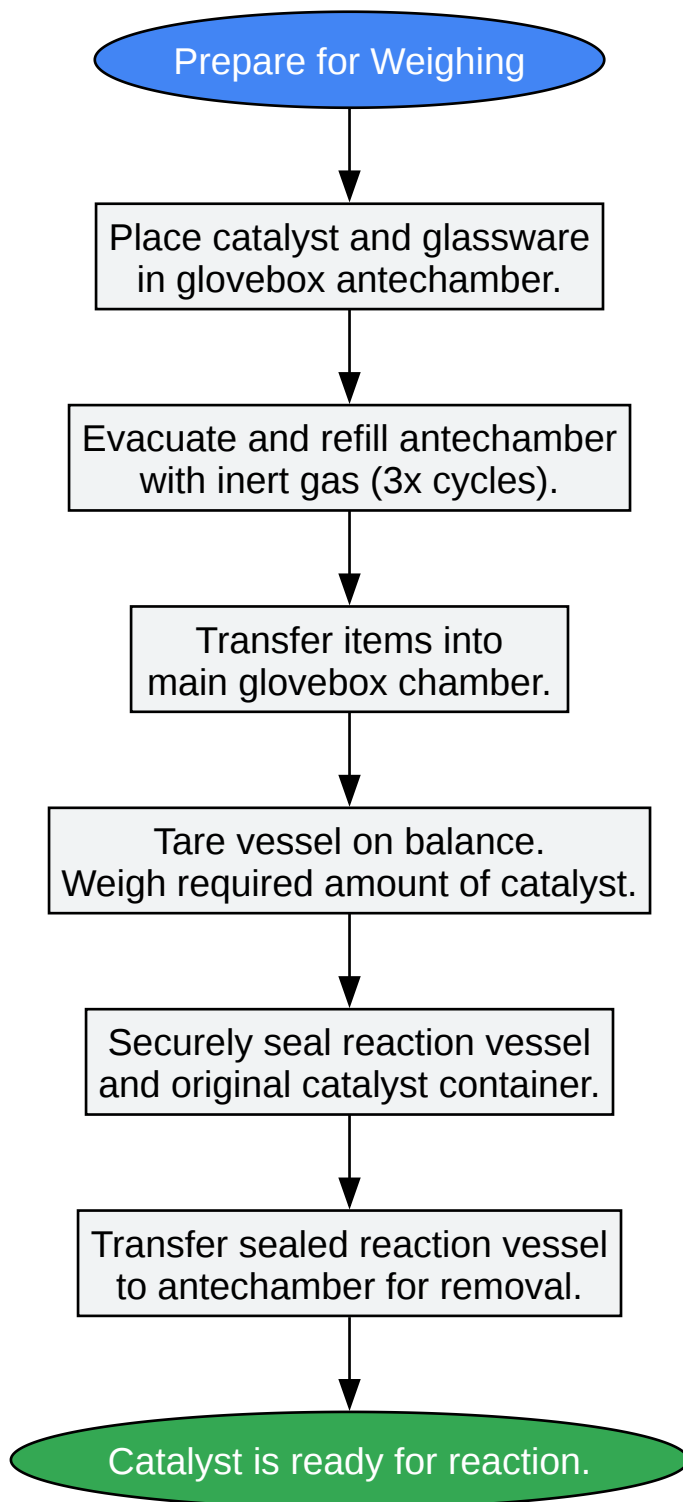 Prepare for Weighing
Place catalyst and glassware
in glovebox antechamber.
Evacuate and refill antechamber
with inert gas (3x cycles).
Transfer items into
main glovebox chamber.
Tare vessel on balance.
Weigh required amount of catalyst.
Securely seal reaction vessel
and original catalyst container.
Transfer sealed reaction vessel
to antechamber for removal.
Catalyst is ready for reaction.